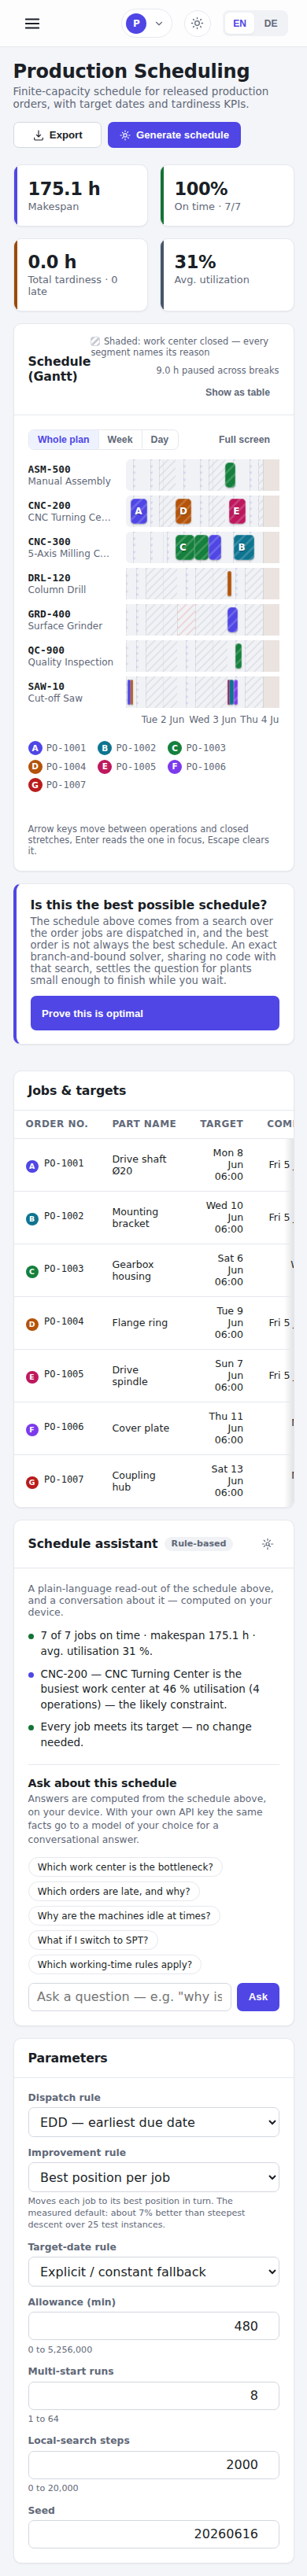 P
EN DE
Production Scheduling
Finite-capacity schedule for released production
orders, with target dates and tardiness KPIs.
Export
Generate schedule
175.1 h
Makespan
100%
On time · 7/7
0.0 h
Total tardiness · 0
late
31%
Avg. utilization
Schedule
(Gantt)
Shaded: work center closed — every
segment names its reason
9.0 h paused across breaks
Show as table
Whole plan Week Day
Full screen
ASM-500
Manual Assembly
CNC-200
CNC Turning Ce…
A D E
CNC-300
5-Axis Milling C…
C B
DRL-120
Column Drill
GRD-400
Surface Grinder
QC-900
Quality Inspection
SAW-10
Cut-off Saw
Tue 2 Jun Wed 3 Jun Thu 4 Ju
A PO-1001 B PO-1002 C PO-1003
D PO-1004 E PO-1005 F PO-1006
G PO-1007
Arrow keys move between operations and closed
stretches, Enter reads the one in focus, Escape clears
it.
Is this the best possible schedule?
The schedule above comes from a search over
the order jobs are dispatched in, and the best
order is not always the best schedule. An exact
branch-and-bound solver, sharing no code with
that search, settles the question for plants
small enough to finish while you wait.
Prove this is optimal
Jobs & targets
ORDER NO. PART NAME TARGET COM
A PO-1001 Drive shaft Ø20 Mon 8 Jun 06:00 Fri 5
B PO-1002 Mounting bracket Wed 10 Jun 06:00 Fri 5
C PO-1003 Gearbox housing Sat 6 Jun 06:00
D PO-1004 Flange ring Tue 9 Jun 06:00 Fri 5
E PO-1005 Drive spindle Sun 7 Jun 06:00 Fri 5
F PO-1006 Cover plate Thu 11 Jun 06:00
G PO-1007 Coupling hub Sat 13 Jun 06:00
Schedule assistant Rule-based
A plain-language read-out of the schedule above,
and a conversation about it — computed on your
device.
7 of 7 jobs on time · makespan 175.1 h ·
avg. utilisation 31 %.
CNC-200 — CNC Turning Center is the
busiest work center at 46 % utilisation (4
operations) — the likely constraint.
Every job meets its target — no change
needed.
Ask about this schedule
Answers are computed from the schedule above,
on your device. With your own API key the same
facts go to a model of your choice for a
conversational answer.
Which work center is the bottleneck?
Which orders are late, and why?
Why are the machines idle at times?
What if I switch to SPT?
Which working-time rules apply?
Ask a question — e.g. "why is
Ask
Parameters
Dispatch rule
EDD — earliest due date
Improvement rule
Best position per job
Moves each job to its best position in turn. The
measured default: about 7% better than steepest
descent over 25 test instances.
Target-date rule
Explicit / constant fallback
Allowance (min)
480
0 to 5,256,000
Multi-start runs
8
1 to 64
Local-search steps
2000
0 to 20,000
Seed
20260616